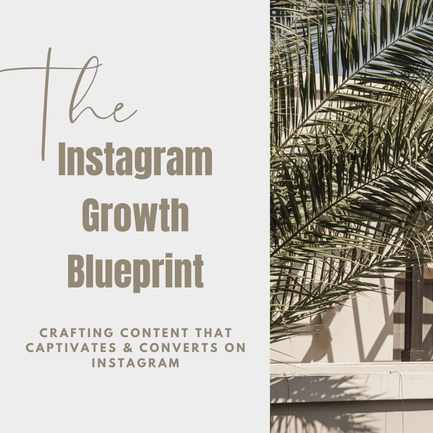 The
Instagram
Growth
Blueprint
CRAFTING CONTENT THAT
CAPTIVATES & CONVERTS ON
INSTAGRAM